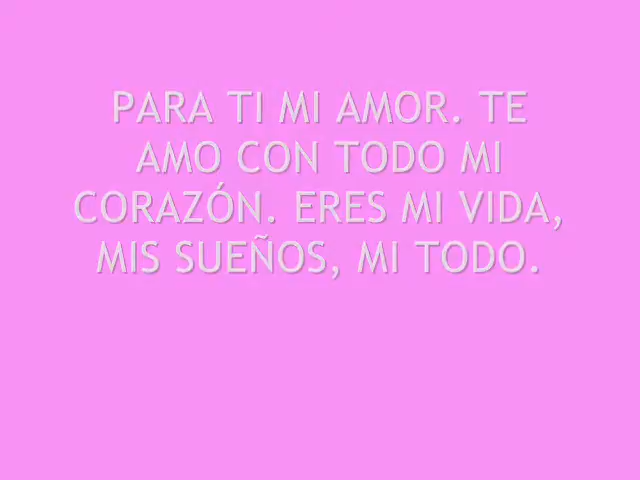 PARA TI MI AMOR. TE
AMO CON TODO MI
CORAZÓN. ERES MI VIDA,
MIS SUEÑOS, MI TODO.